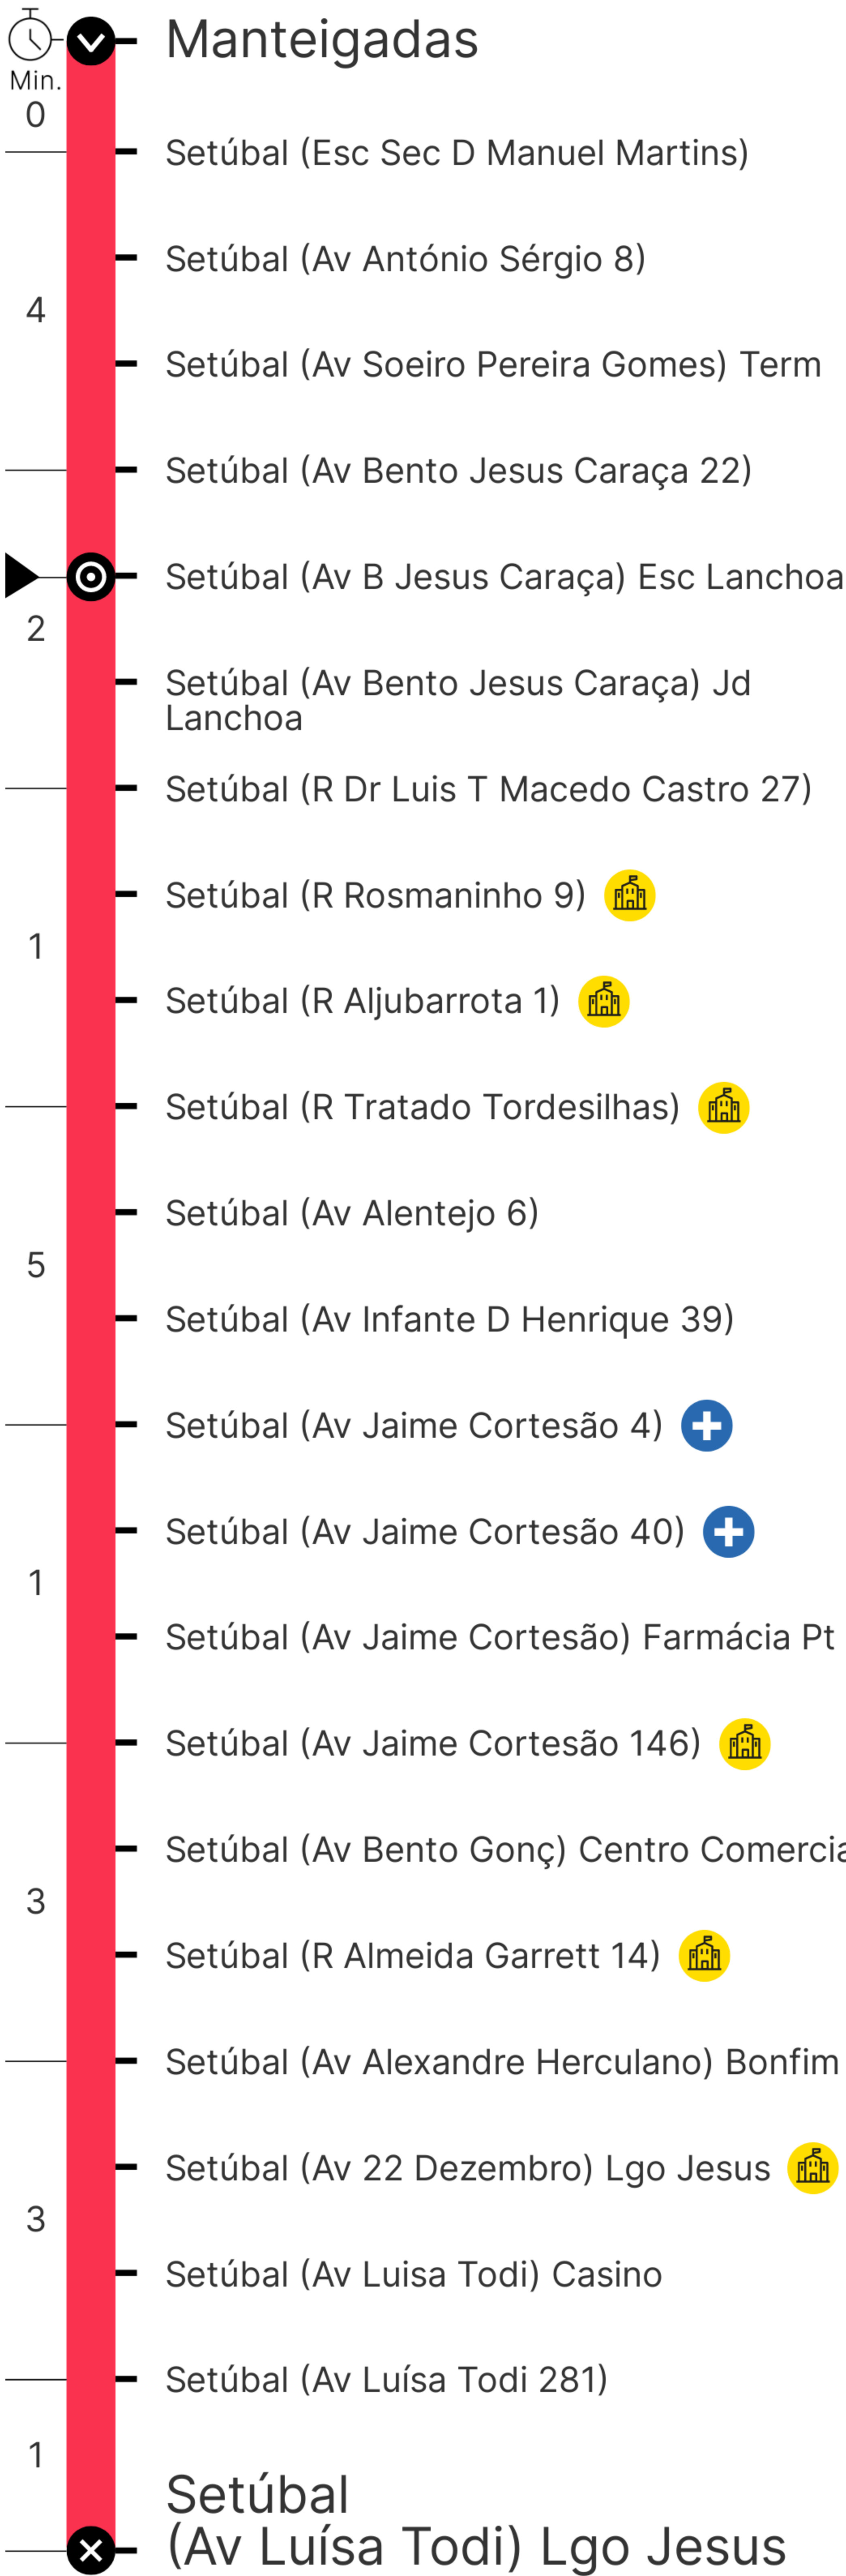 Manteigadas
Min.
0
Setúbal (Esc Sec D Manuel Martins)
Setúbal (Av António Sérgio 8)
4
Setúbal (Av Soeiro Pereira Gomes) Term
Setúbal (Av Bento Jesus Caraça 22)
Setúbal (Av B Jesus Caraça) Esc Lanchoa
2
Setúbal (Av Bento Jesus Caraça) Jd
Lanchoa
Setúbal (R Dr Luis T Macedo Castro 27)
Setúbal (R Rosmaninho 9)
1
Setúbal (R Aljubarrota 1)
Setúbal (R Tratado Tordesilhas)
Setúbal (Av Alentejo 6)
5
Setúbal (Av Infante D Henrique 39)
Setúbal (Av Jaime Cortesão 4)
Setúbal (Av Jaime Cortesão 40)
1
Setúbal (Av Jaime Cortesão) Farmácia Pt
Setúbal (Av Jaime Cortesão 146)
Setúbal (Av Bento Gonç) Centro Comercia
3
Setúbal (R Almeida Garrett 14)
Setúbal (Av Alexandre Herculano) Bonfim
Setúbal (Av 22 Dezembro) Lgo Jesus
3
Setúbal (Av Luisa Todi) Casino
Setúbal (Av Luísa Todi 281)
1
Setúbal
(Av Luísa Todi) Lgo Jesus